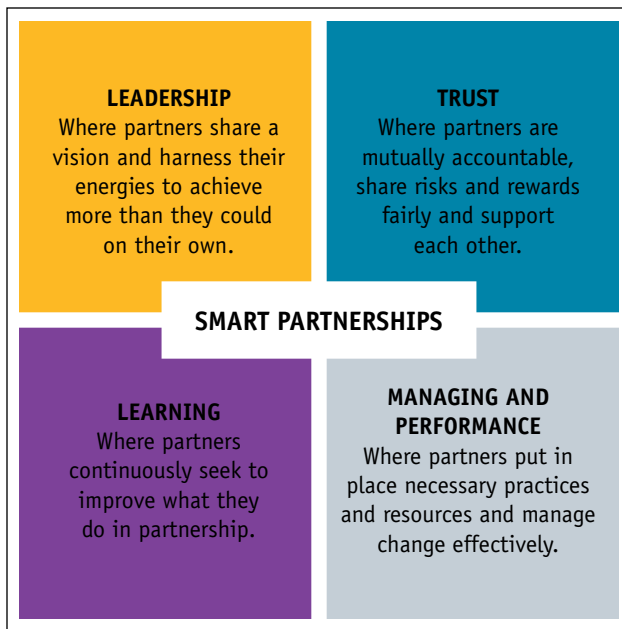 LEADERSHIP
Where partners share a
vision and harness their
energies to achieve
more than they could
on their own.
TRUST
Where partners are
mutually accountable,
share risks and rewards
fairly and support
each other.
SMART PARTNERSHIPS
LEARNING
Where partners
continuously seek to
improve what they
do in partnership.
MANAGING AND
PERFORMANCE
Where partners put in
place necessary practices
and resources and manage
change effectively.